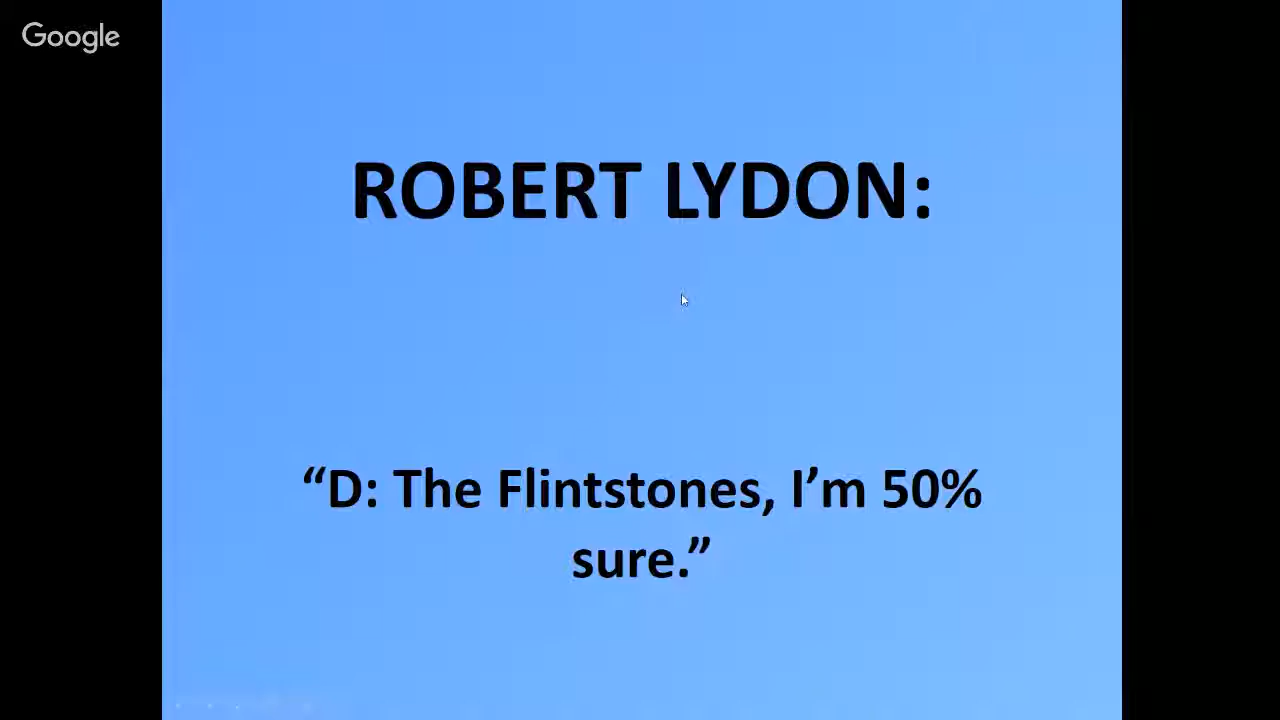 Google
ROBERT LYDON:
“D: The Flintstones, I’m 50%
sure.”